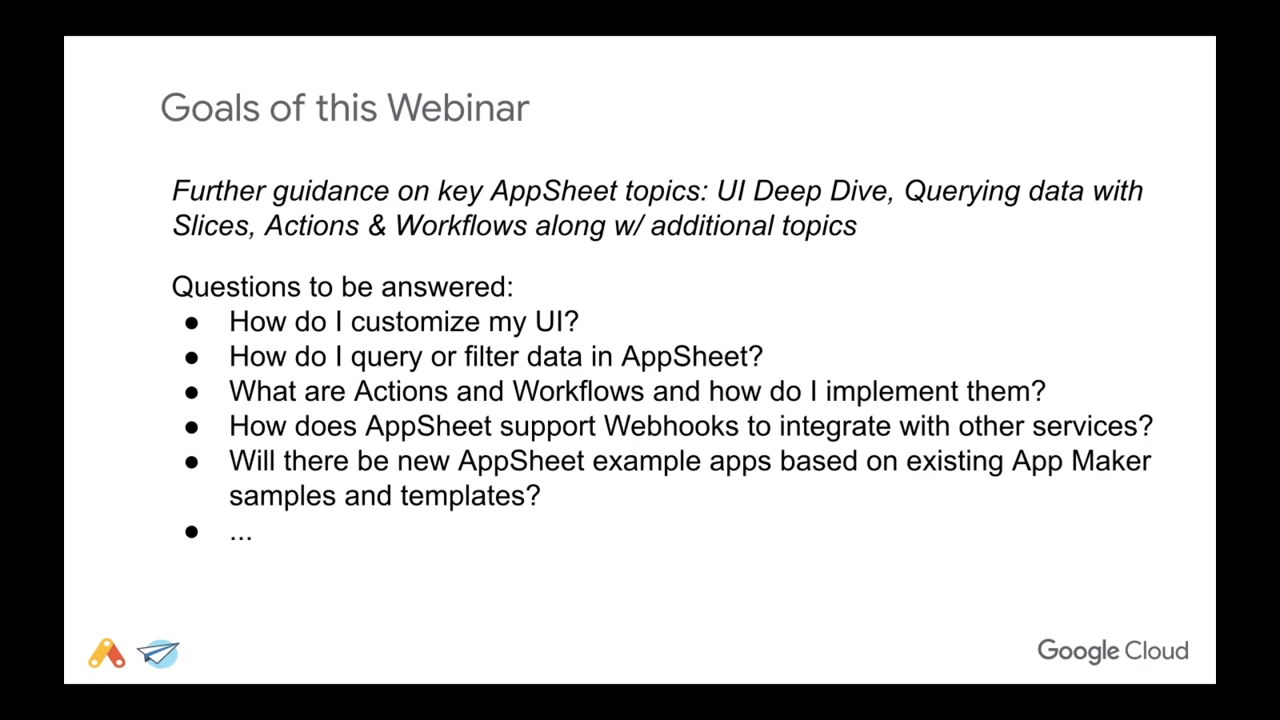 Goals of this Webinar
Further guidance on key AppSheet topics: UI Deep Dive, Querying data with
Slices, Actions & Workflows along w/ additional topics
Questions to be answered:
● How do I customize my UI?
● How do I query or filter data in AppSheet?
● What are Actions and Workflows and how do I implement them?
● How does AppSheet support Webhooks to integrate with other services?
● Will there be new AppSheet example apps based on existing App Maker
samples and templates?
● ...
Google Cloud